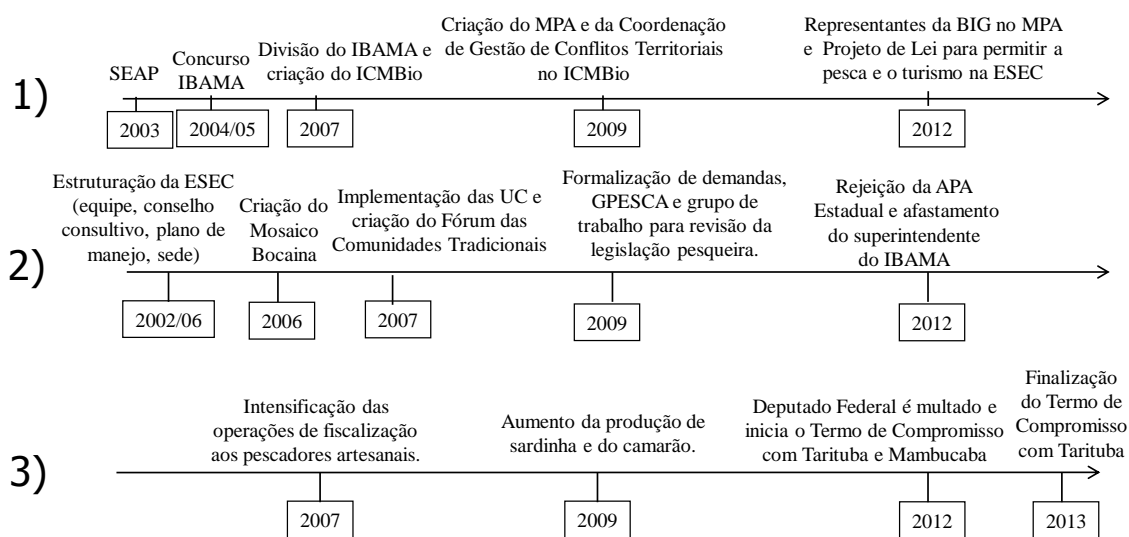 1)
SEAP
2003
Concurso
IBAMA
2004/05
Divisão do IBAMA e
criação do ICMBio
2007
Criação do MPA e da Coordenação
de Gestão de Conflitos Territoriais
no ICMBio
2009
Representantes da BIG no MPA
e Projeto de Lei para permitir a
pesca e o turismo na ESEC
2012
2)
Estruturação da ESEC
(equipe, conselho
consultivo, plano de
manejo, sede)
2002/06
Criação do
Mosaico
Bocaina
2006
Implementação das UC e
criação do Fórum das
Comunidades Tradicionais
2007
Formalização de demandas,
GPESCA e grupo de
trabalho para revisão da
legislação pesqueira.
2009
Rejeição da APA
Estadual e afastamento
do superintendente
do IBAMA
2012
3)
Intensificação das
operações de fiscalização
aos pescadores artesanais.
2007
Aumento da produção de
sardinha e do camarão.
2009
Deputado Federal é multado e
inicia o Termo de Compromisso
com Tarituba e Mambucaba
2012
Finalização
do Termo de
Compromisso
com Tarituba
2013